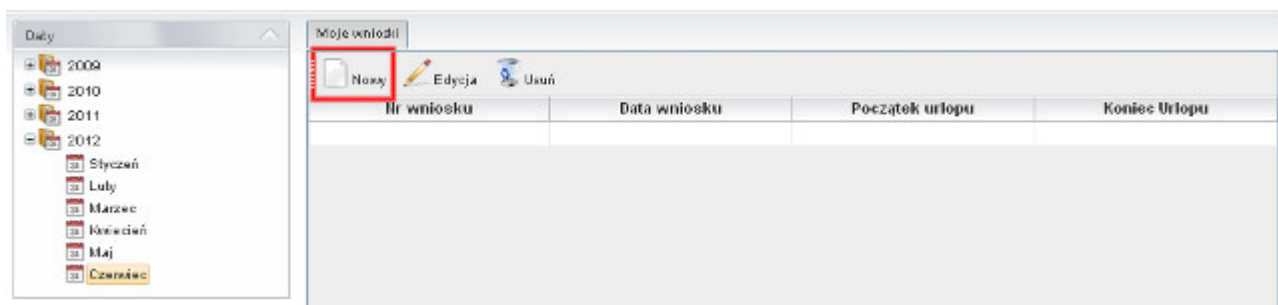 Daty
2009
2010
2011
2012
Styczeń
Luty
Marzec
Kwiecień
Maj
Czerwiec
Moje wnioski
Nowy Edycja Usuń
Nr wniosku Data wniosku Początek urlopu Koniec Urlopu